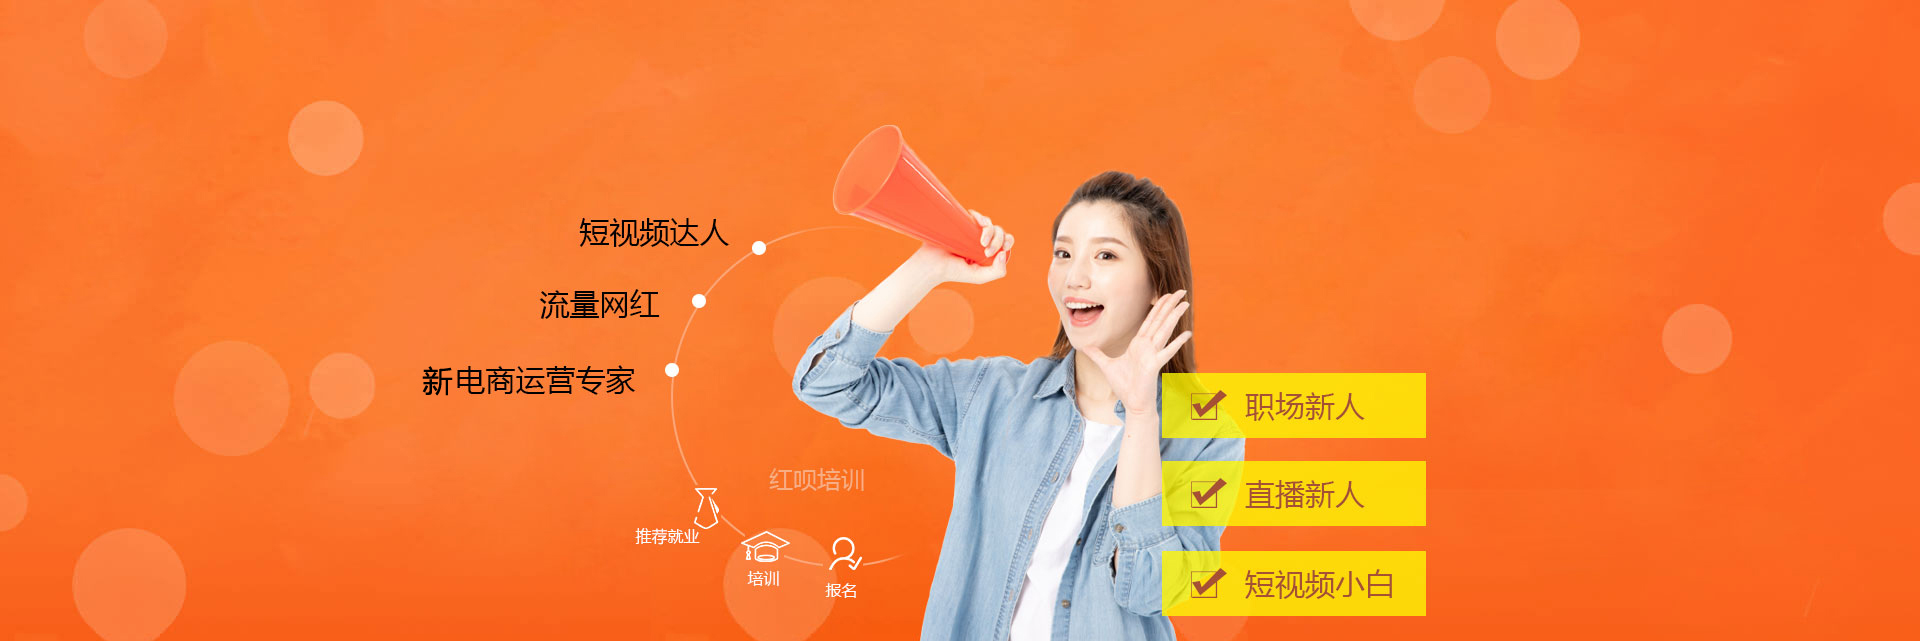 短视频达人
流量网红
新电商运营专家
红呗培训
推荐就业
培训
报名
职场新人
直播新人
短视频小白